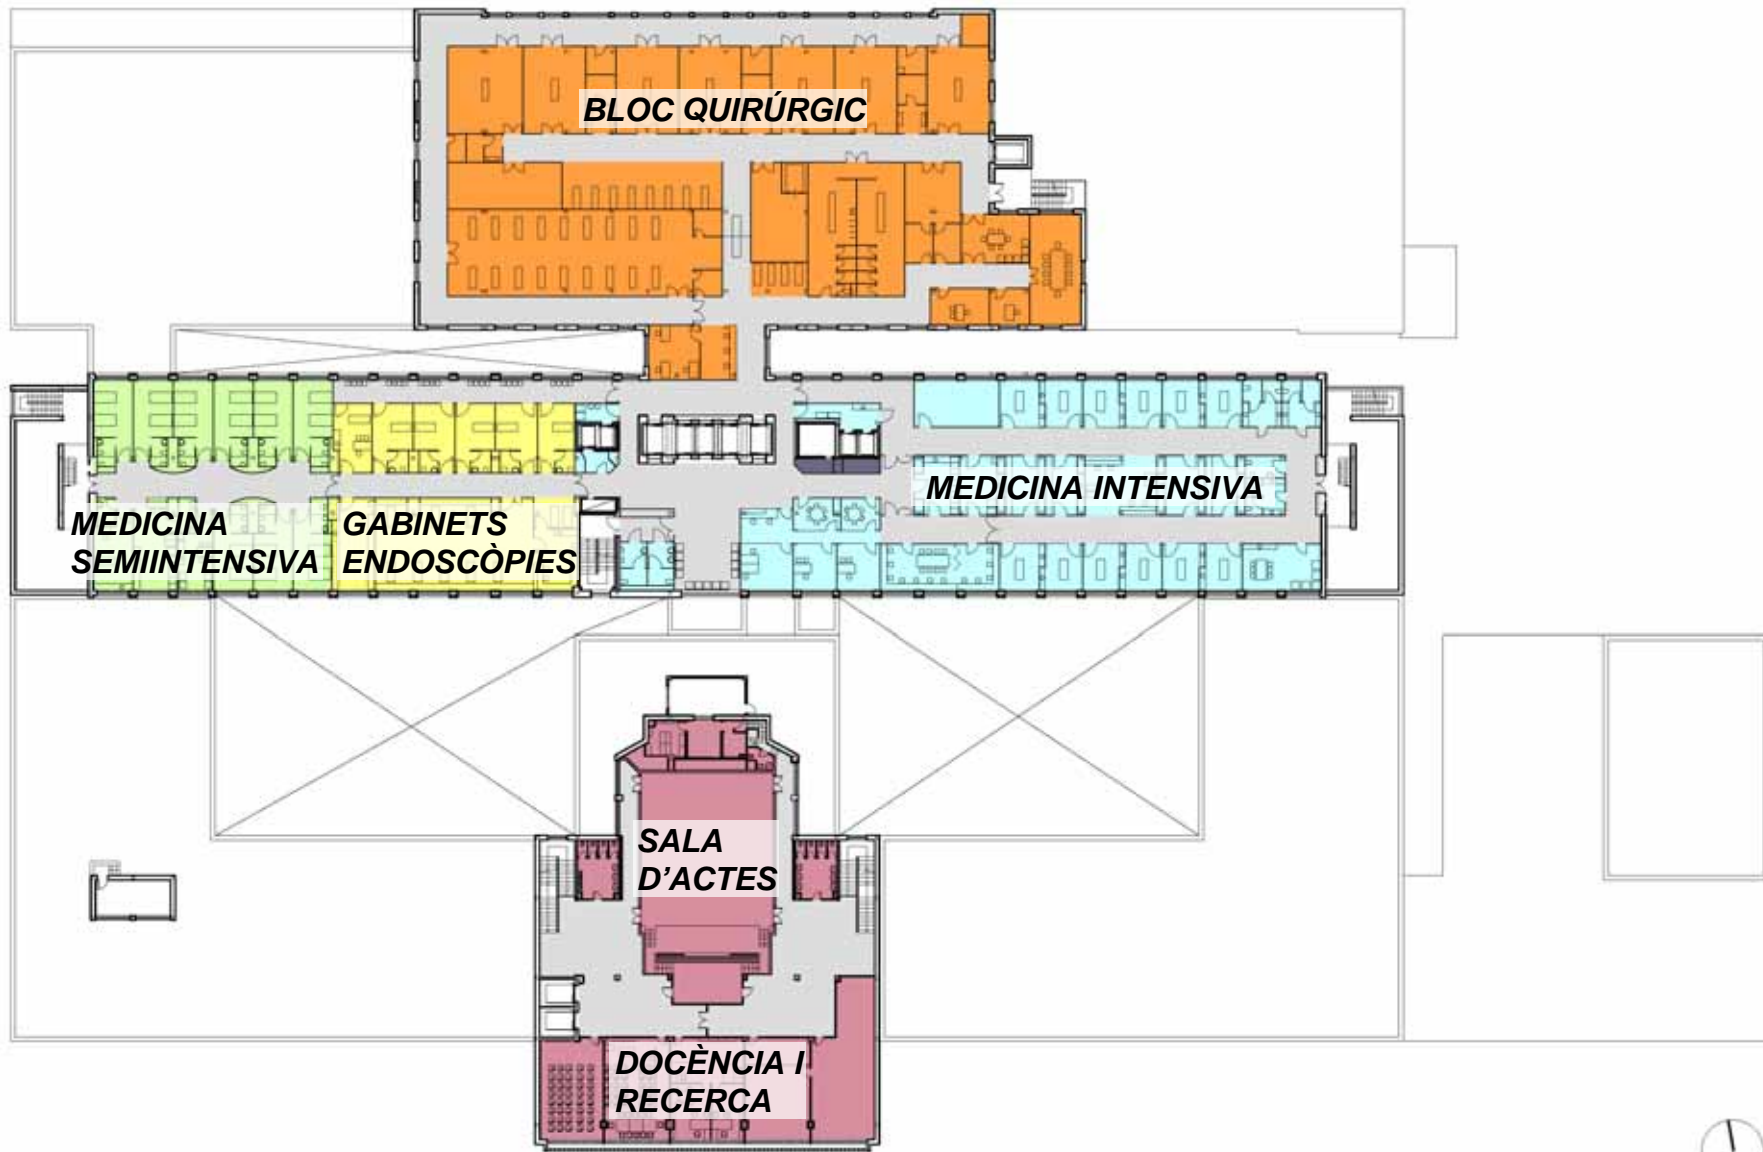 BLOC QUIRÚRGIC
MEDICINA INTENSIVA
MEDICINA
SEMIINTENSIVA
GABINETS
ENDOSCÒPIES
SALA
D’ACTES
DOCÈNCIA I
RECERCA